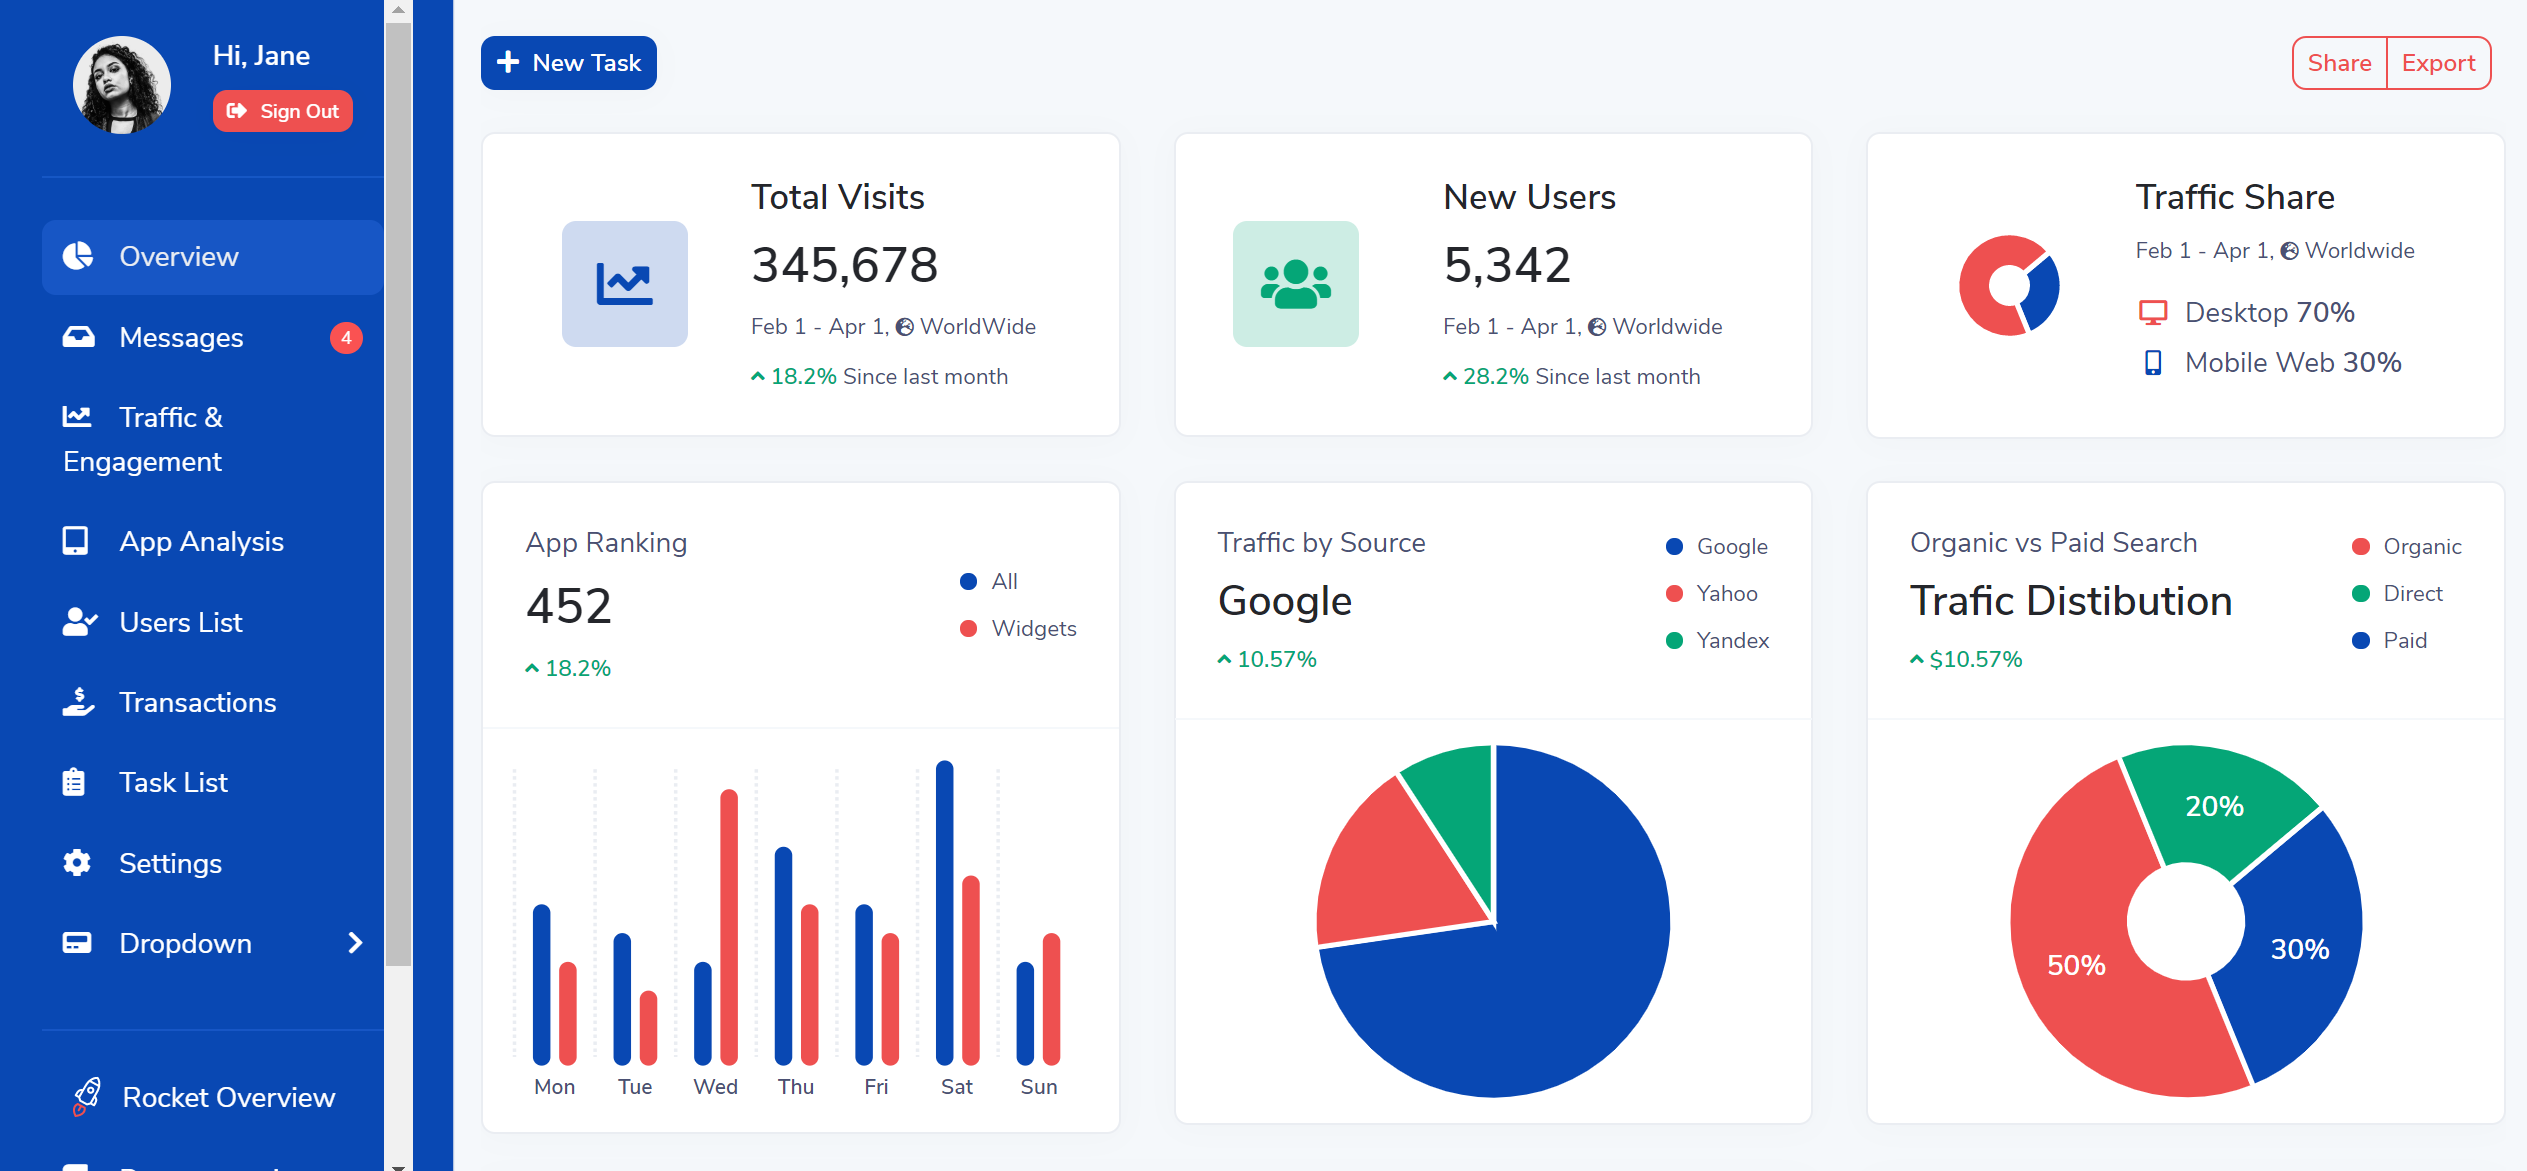 Hi, Jane
Sign Out
Overview
Messages
4
Traffic &
Engagement
App Analysis
Users List
Transactions
Task List
Settings
Dropdown
Rocket Overview
New Task
Share
Export
Total Visits
345,678
Feb 1 - Apr 1, WorldWide
18.2% Since last month
New Users
5,342
Feb 1 - Apr 1, Worldwide
28.2% Since last month
Traffic Share
Feb 1 - Apr 1, Worldwide
Desktop 70%
Mobile Web 30%
App Ranking
452
18.2%
All
Widgets
Mon Tue Wed Thu Fri Sat Sun
Traffic by Source
Google
10.57%
Google
Yahoo
Yandex
Organic vs Paid Search
Trafic Distibution
$10.57%
Organic
Direct
Paid
20%
30%
50%